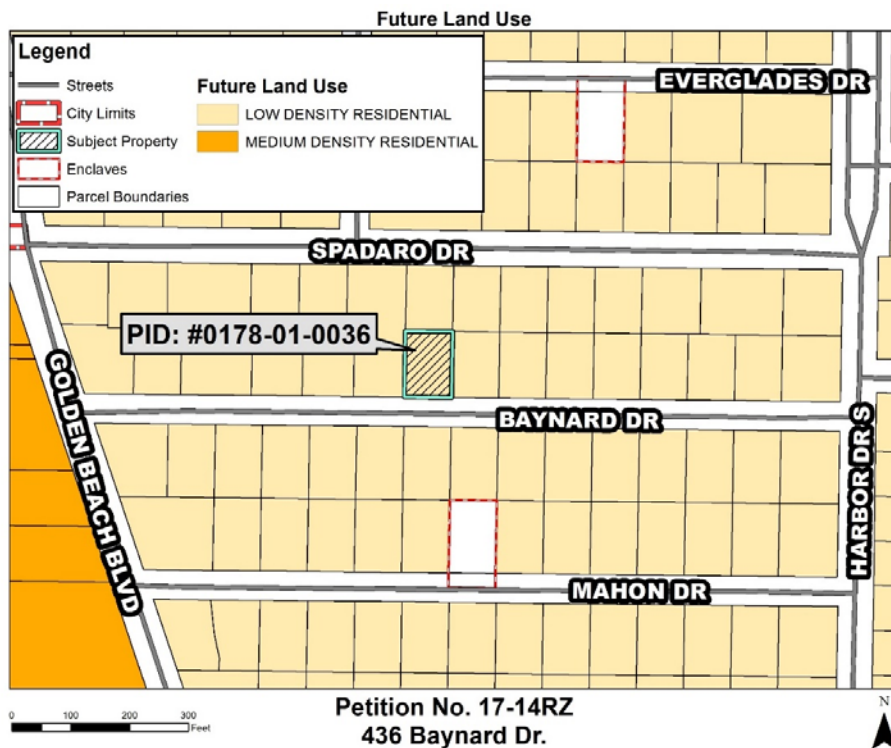 Future Land Use
Legend
Streets
City Limits
Subject Property
Enclaves
Parcel Boundaries
Future Land Use
LOW DENSITY RESIDENTIAL
MEDIUM DENSITY RESIDENTIAL
EVERGLADES DR
SPADARO DR
PID: #0178-01-0036
GOLDEN BEACH BLVD
BAYNARD DR
HARBOR DR S
MAHON DR
0 100 200 300
Feet
Petition No. 17-14RZ
436 Baynard Dr.
N